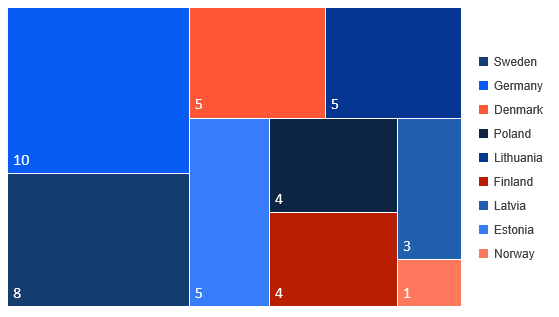 10
8
5
5
5
4
4
3
1
Sweden
Germany
Denmark
Poland
Lithuania
Finland
Latvia
Estonia
Norway